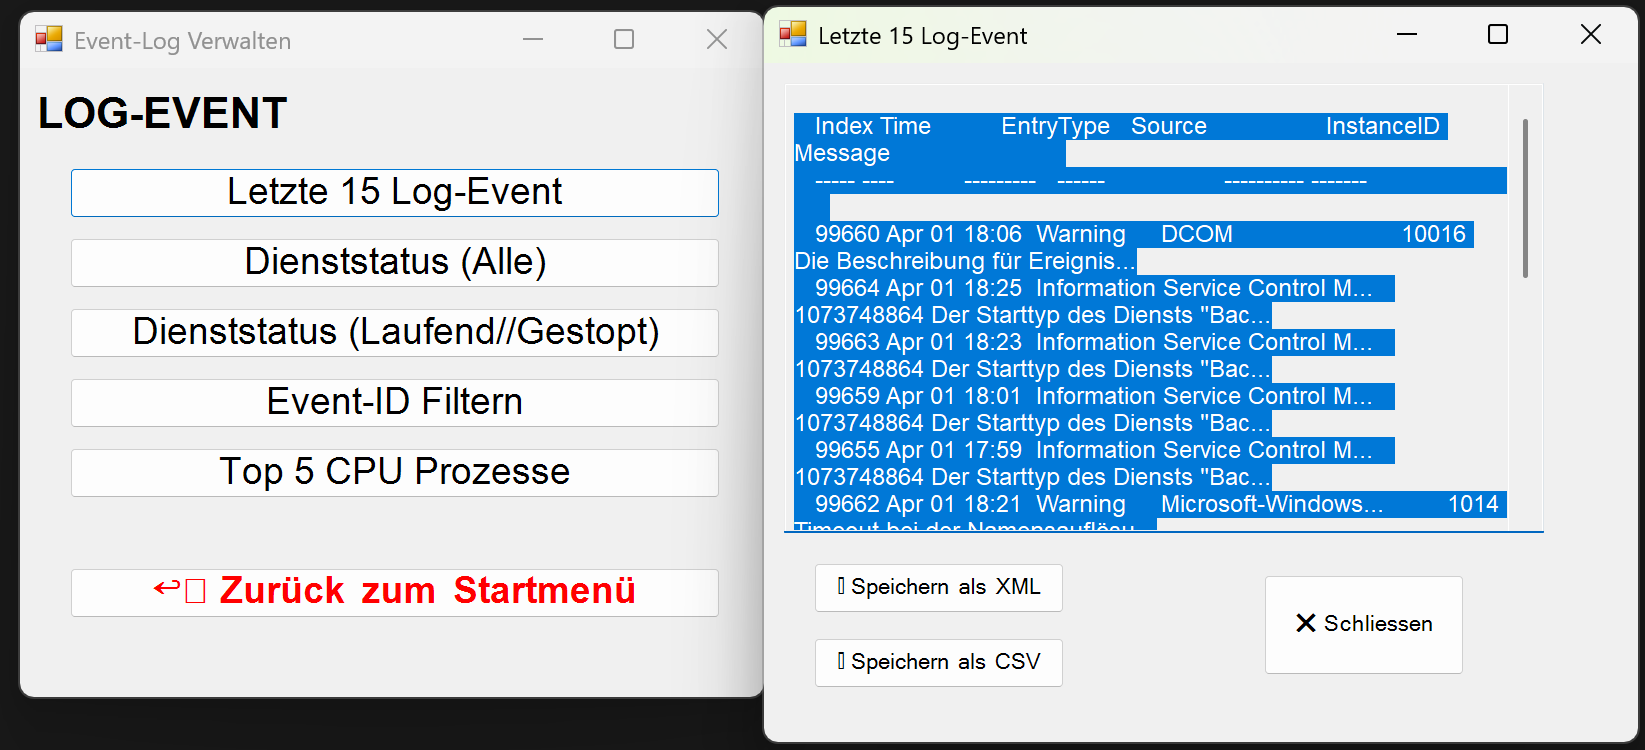 Event-Log Verwalten
LOG-EVENT
Letzte 15 Log-Event
Dienststatus (Alle)
Dienststatus (Laufend//Gestopt)
Event-ID Filtern
Top 5 CPU Prozesse
↩ Zurück zum Startmenü
Letzte 15 Log-Event
Index Time EntryType Source InstanceID
Message
----- ---- --------- ------ ---------- -------
99660 Apr 01 18:06 Warning DCOM 10016
Die Beschreibung für Ereignis...
99664 Apr 01 18:25 Information Service Control M...
1073748864 Der Starttyp des Diensts "Bac...
99663 Apr 01 18:23 Information Service Control M...
1073748864 Der Starttyp des Diensts "Bac...
99659 Apr 01 18:01 Information Service Control M...
1073748864 Der Starttyp des Diensts "Bac...
99655 Apr 01 17:59 Information Service Control M...
1073748864 Der Starttyp des Diensts "Bac...
99662 Apr 01 18:21 Warning Microsoft-Windows... 1014
Timeout bei der Namensauflösu...
Speichern als XML
Speichern als CSV
✕ Schliessen